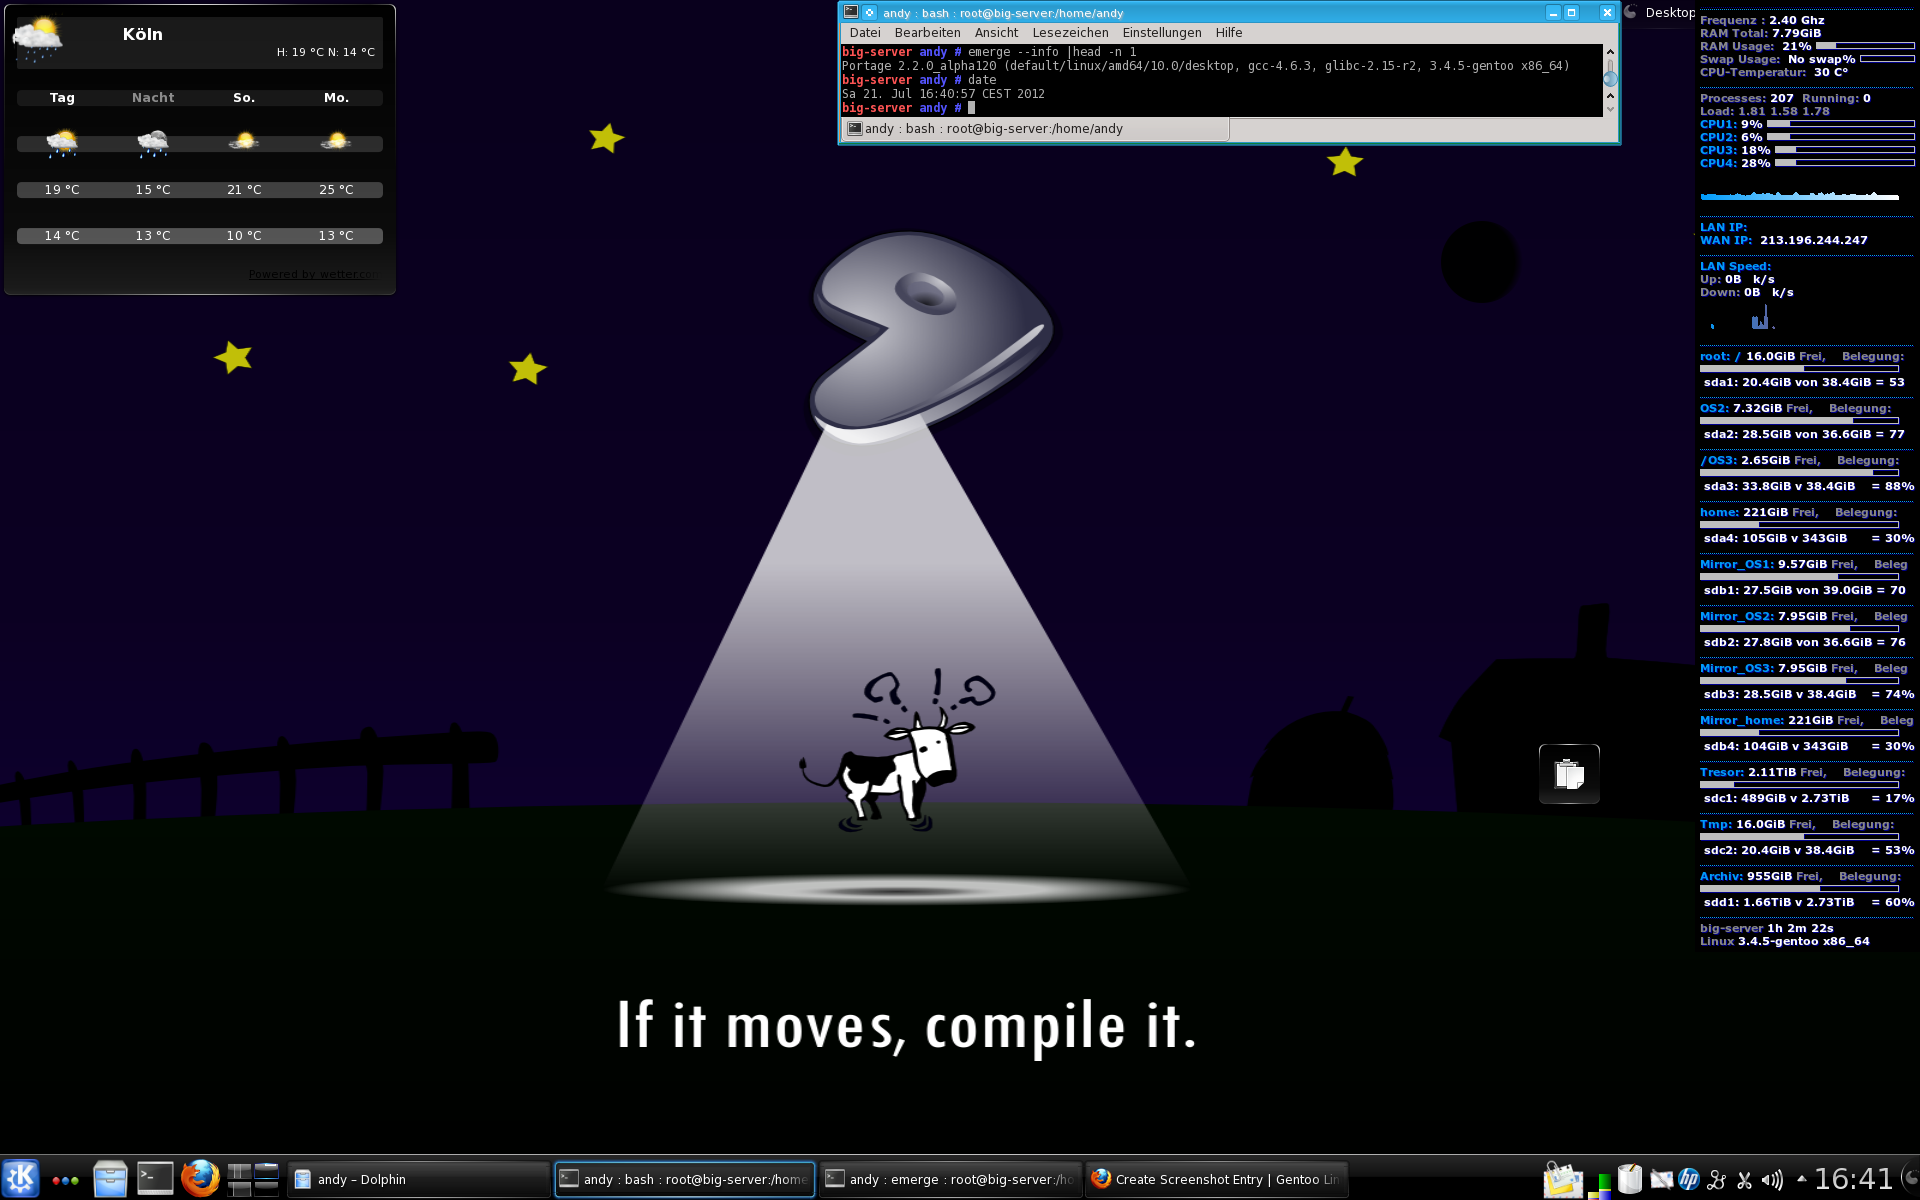 Köln
H: 19 °C N: 14 °C
Tag Nacht So. Mo.
19 °C 15 °C 21 °C 25 °C
14 °C 13 °C 10 °C 13 °C
Powered by wetter.com
andy : bash : root@big-server:/home/andy
Datei Bearbeiten Ansicht Lesezeichen Einstellungen Hilfe
big-server andy # emerge --info |head -n 1
Portage 2.2.0_alpha120 (default/linux/amd64/10.0/desktop, gcc-4.6.3, glibc-2.15-r2, 3.4.5-gentoo x86_64)
big-server andy # date
Sa 21. Jul 16:40:57 CEST 2012
big-server andy #
andy : bash : root@big-server:/home/andy
Desktop
Frequenz : 2.40 Ghz
RAM Total: 7.79GiB
RAM Usage: 21%
Swap Usage: No swap%
CPU-Temperatur: 30 C°
Processes: 207 Running: 0
Load: 1.81 1.58 1.78
CPU1: 9%
CPU2: 6%
CPU3: 18%
CPU4: 28%
LAN IP:
WAN IP: 213.196.244.247
LAN Speed:
Up: 0B k/s
Down: 0B k/s
root: / 16.0GiB Frei, Belegung:
sda1: 20.4GiB von 38.4GiB = 53
OS2: 7.32GiB Frei, Belegung:
sda2: 28.5GiB von 36.6GiB = 77
/OS3: 2.65GiB Frei, Belegung:
sda3: 33.8GiB v 38.4GiB = 88%
home: 221GiB Frei, Belegung:
sda4: 105GiB v 343GiB = 30%
Mirror_OS1: 9.57GiB Frei, Beleg
sdb1: 27.5GiB von 39.0GiB = 70
Mirror_OS2: 7.95GiB Frei, Beleg
sdb2: 27.8GiB von 36.6GiB = 76
Mirror_OS3: 7.95GiB Frei, Beleg
sdb3: 28.5GiB v 38.4GiB = 74%
Mirror_home: 221GiB Frei, Beleg
sdb4: 104GiB v 343GiB = 30%
Tresor: 2.11TiB Frei, Belegung:
sdc1: 489GiB v 2.73TiB = 17%
Tmp: 16.0GiB Frei, Belegung:
sdc2: 20.4GiB v 38.4GiB = 53%
Archiv: 955GiB Frei, Belegung:
sdd1: 1.66TiB v 2.73TiB = 60%
big-server 1h 2m 22s
Linux 3.4.5-gentoo x86_64
If it moves, compile it.
andy – Dolphin
andy : bash : root@big-server:/home
andy : emerge : root@big-server:/ho
Create Screenshot Entry | Gentoo Lin
16:41